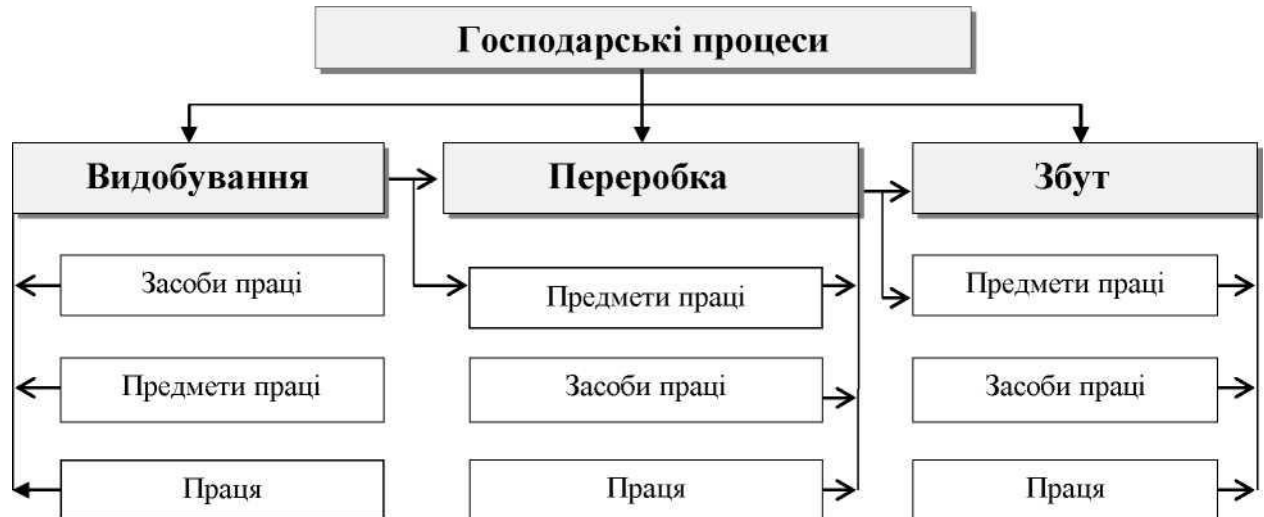 Господарські процеси
Видобування
Переробка
Збут
Засоби праці
Предмети праці
Предмети праці
Предмети праці
Засоби праці
Засоби праці
Праця
Праця
Праця